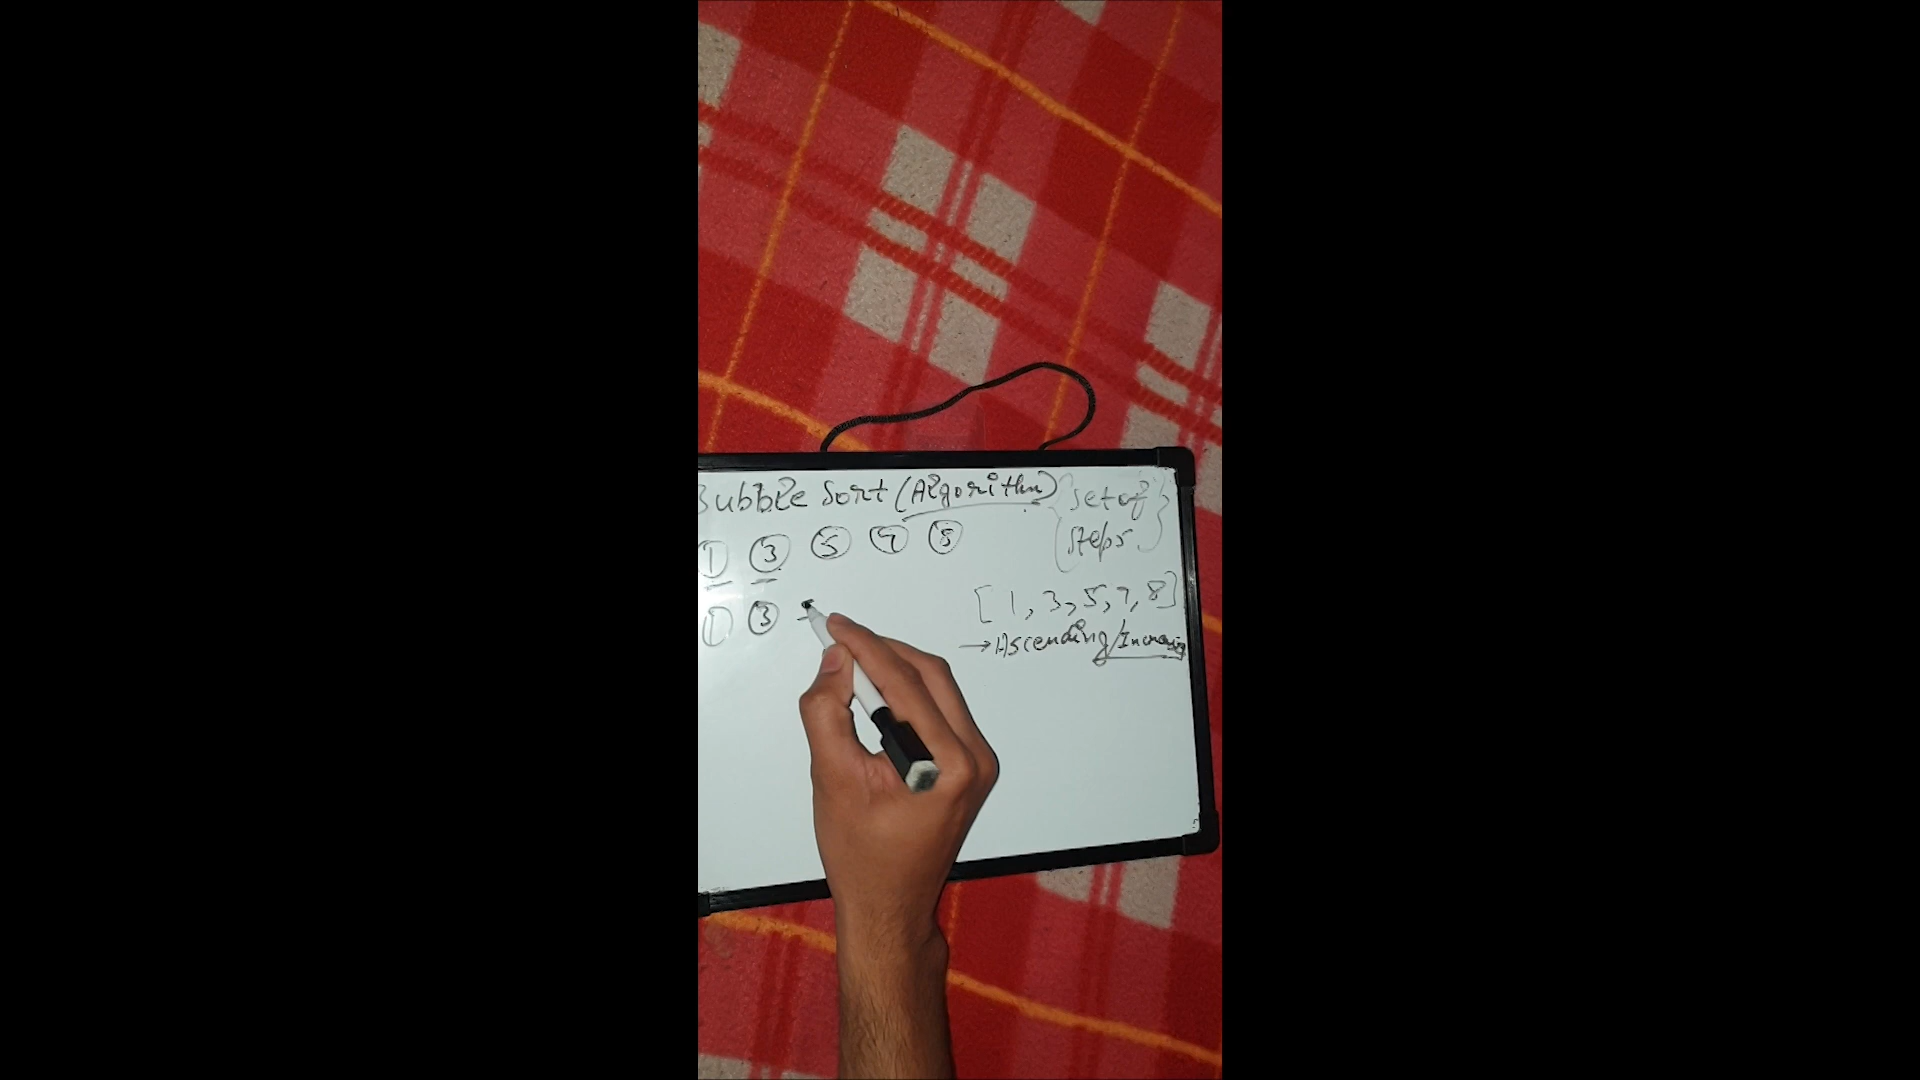 Bubble Sort (Algorithm) {set of
steps}
① ③ ⑤ ⑦ ⑧
[1, 3, 5, 7, 8]
① ③
→ Ascending/Increasing